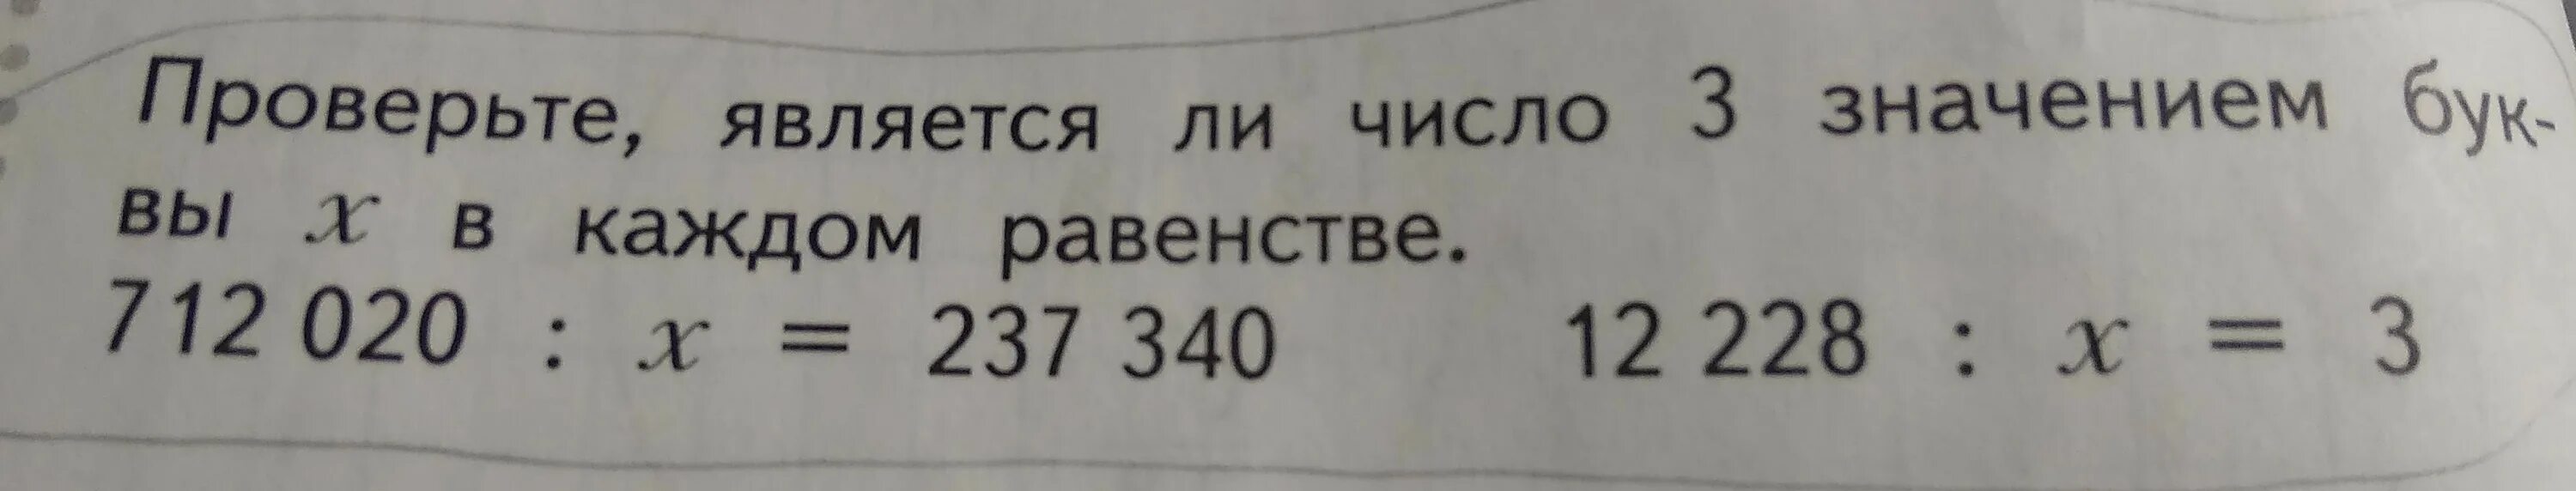 Проверьте, является ли число 3 значением бук-
вы x в каждом равенстве.
712 020 : x = 237 340 12 228 : x = 3